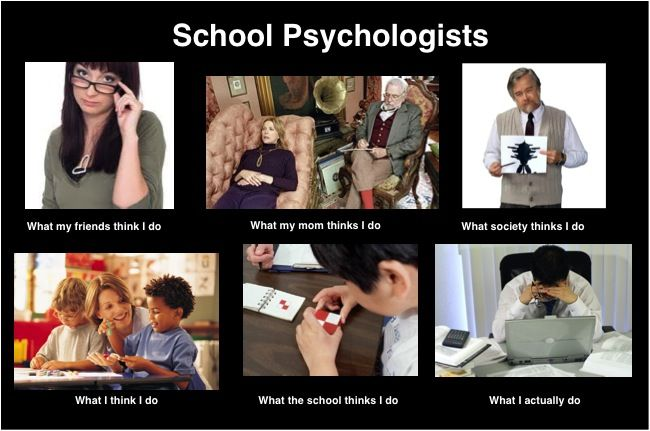 School Psychologists
What my friends think I do
What my mom thinks I do
What society thinks I do
What I think I do
What the school thinks I do
What I actually do